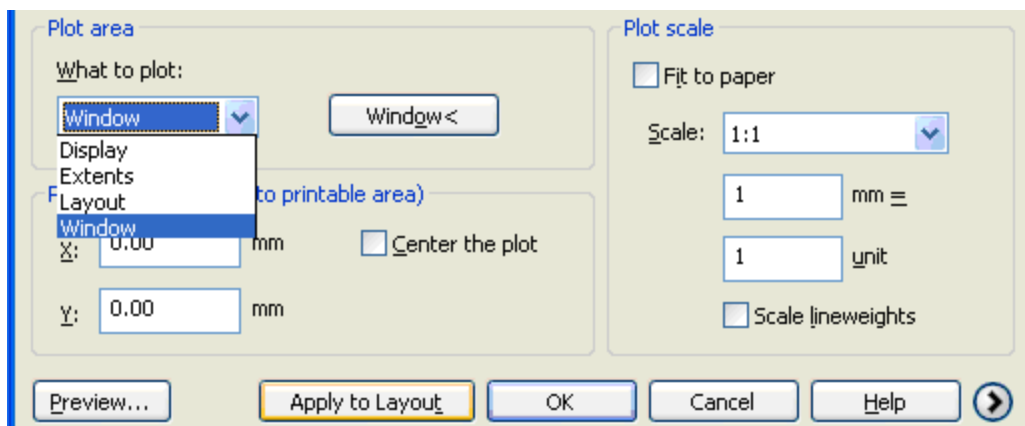 Plot area
What to plot:
Window
Window<
Display
Extents
Layout
Window
to printable area)
X: 0.00 mm
Center the plot
Y: 0.00 mm
Plot scale
Fit to paper
Scale: 1:1
1 mm =
1 unit
Scale lineweights
Preview... Apply to Layout OK Cancel Help